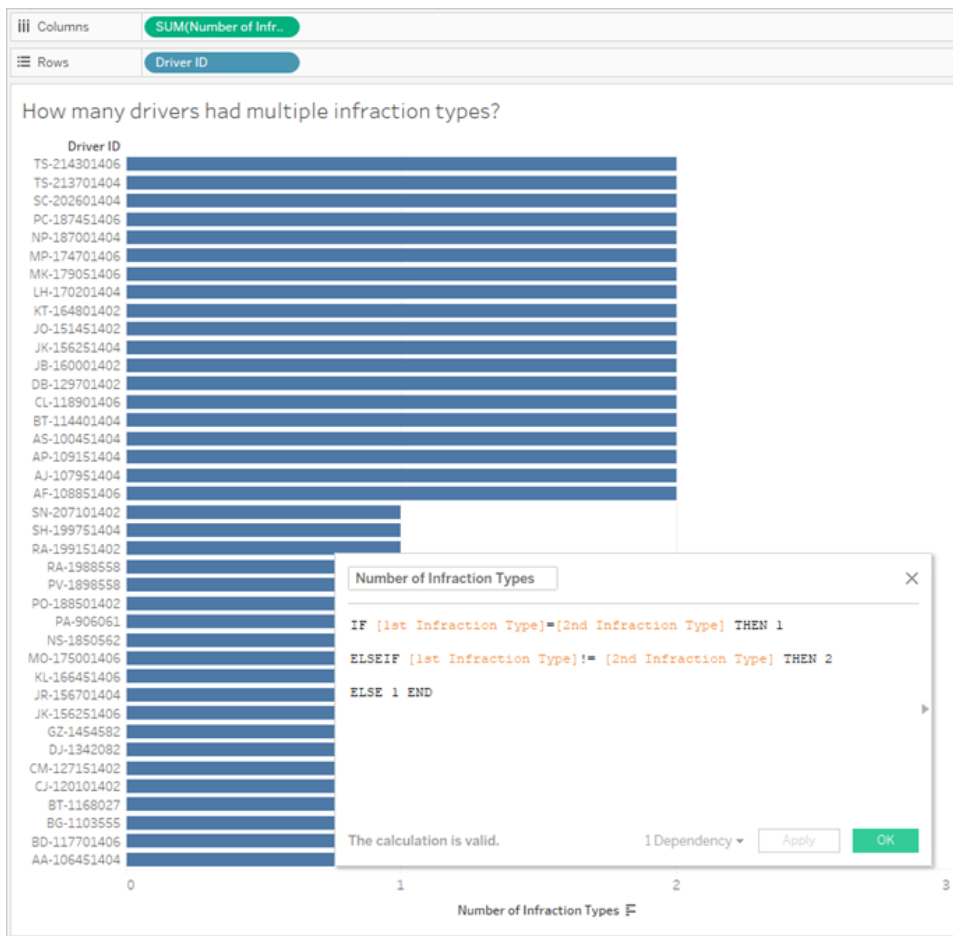 Columns SUM(Number of Infr..
Rows Driver ID
How many drivers had multiple infraction types?
Driver ID
TS-214301406
TS-213701404
SC-202601404
PC-187451406
NP-187001404
MP-174701406
MK-179051406
LH-170201404
KT-164801402
JO-151451402
JK-156251404
JB-160001402
DB-129701402
CL-118901406
BT-114401404
AS-100451404
AP-109151404
AJ-107951404
AF-108851406
SN-207101402
SH-199751404
RA-199151402
RA-1988558
PV-1898558
PO-188501402
PA-906061
NS-1850562
MO-175001406
KL-166451406
JR-156701404
JK-156251406
GZ-1454582
DJ-1342082
CM-127151402
CJ-120101402
BT-1168027
BG-1103555
BD-117701406
AA-106451404
0 1 2 3
Number of Infraction Types
Number of Infraction Types
IF [1st Infraction Type]=[2nd Infraction Type] THEN 1
ELSEIF [1st Infraction Type]!= [2nd Infraction Type] THEN 2
ELSE 1 END
The calculation is valid. 1 Dependency Apply OK